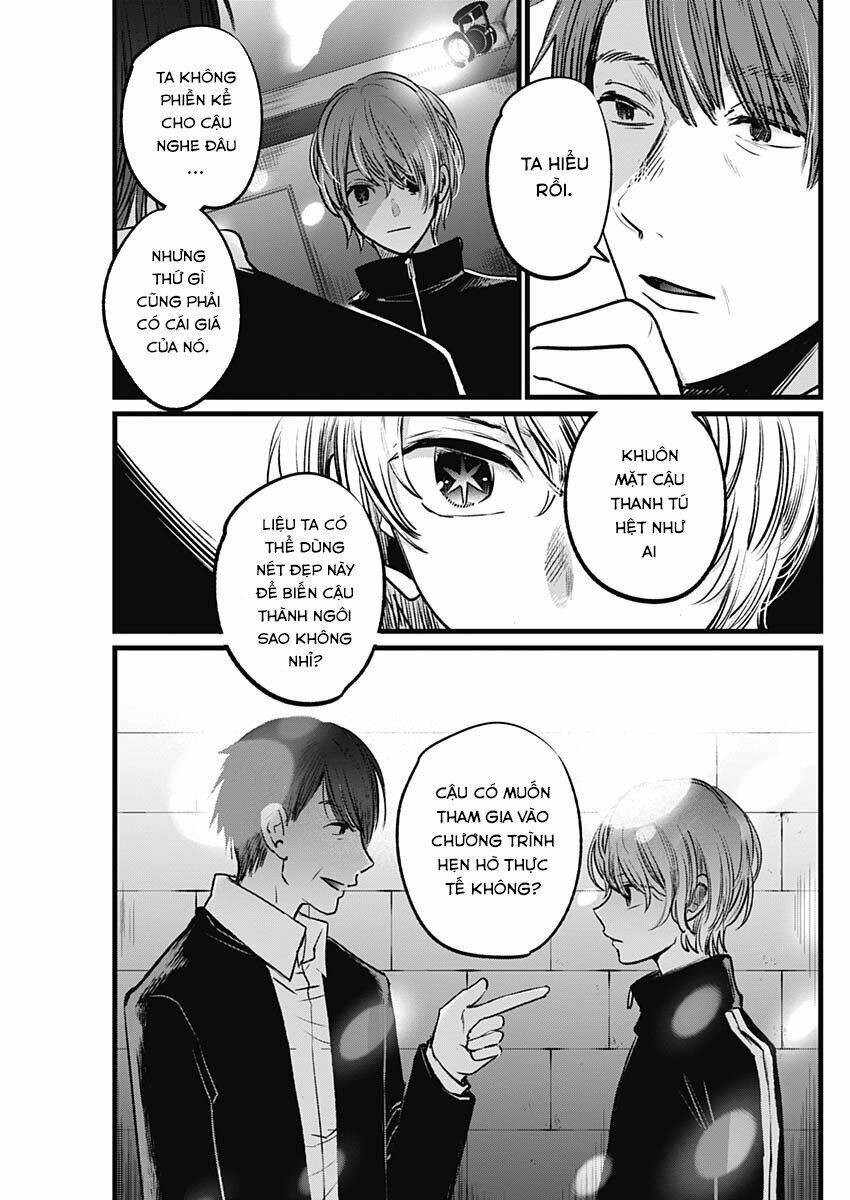 TA HIỂU
RỒI.
TA KHÔNG
PHIỀN KỂ
CHO CẬU
NGHE ĐÂU
...
NHƯNG
THỨ GÌ
CŨNG PHẢI
CÓ CÁI GIÁ
CỦA NÓ.
KHUÔN
MẶT CẬU
THANH TÚ
HỆT NHƯ
AI
LIỆU TA CÓ
THỂ DÙNG
NÉT ĐẸP NÀY
ĐỂ BIẾN CẬU
THÀNH NGÔI
SAO KHÔNG
NHỈ?
CẬU CÓ MUỐN
THAM GIA VÀO
CHƯƠNG TRÌNH
HẸN HÒ THỰC
TẾ KHÔNG?